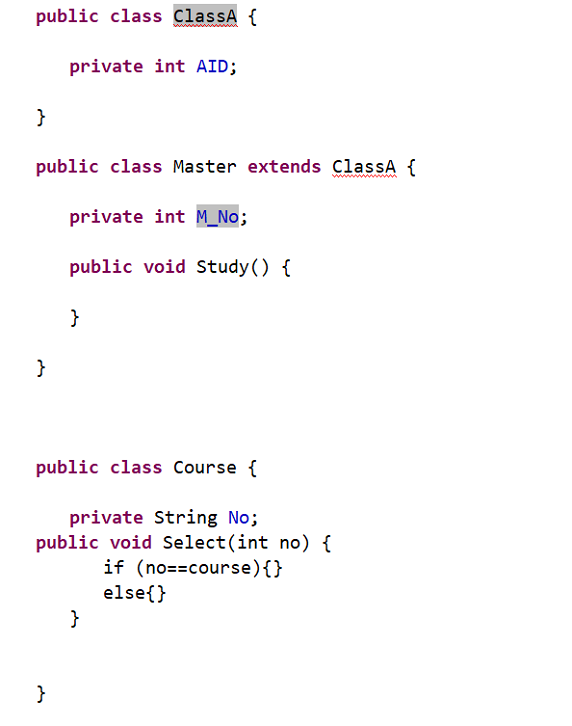 public class ClassA {
private int AID;
}
public class Master extends ClassA {
private int M_No;
public void Study() {
}
}
public class Course {
private String No;
public void Select(int no) {
if (no==course){}
else{}
}
}